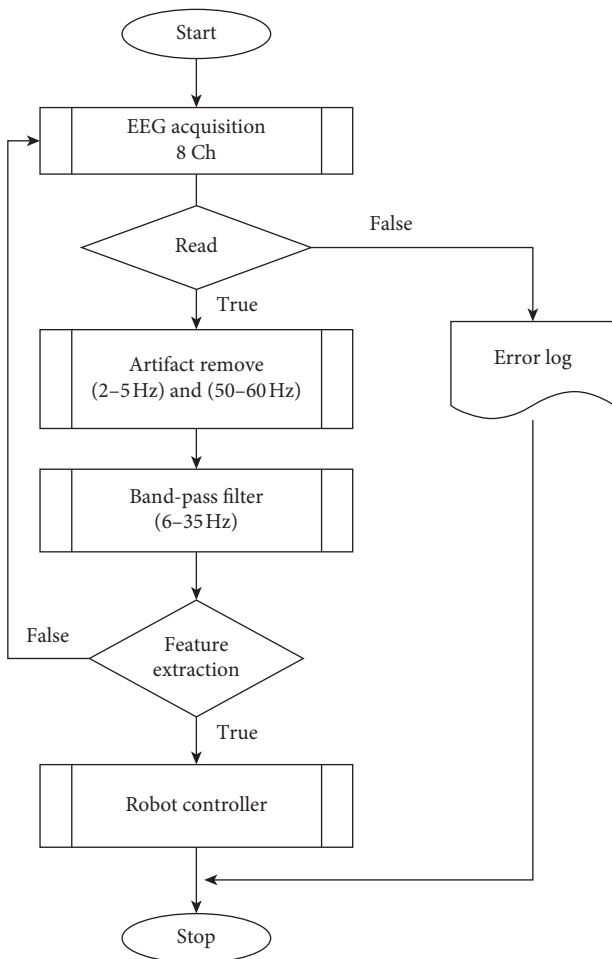 Start
EEG acquisition
8 Ch
Read
False
True
Artifact remove
(2–5 Hz) and (50–60 Hz)
Error log
Band-pass filter
(6–35 Hz)
False
Feature
extraction
True
Robot controller
Stop